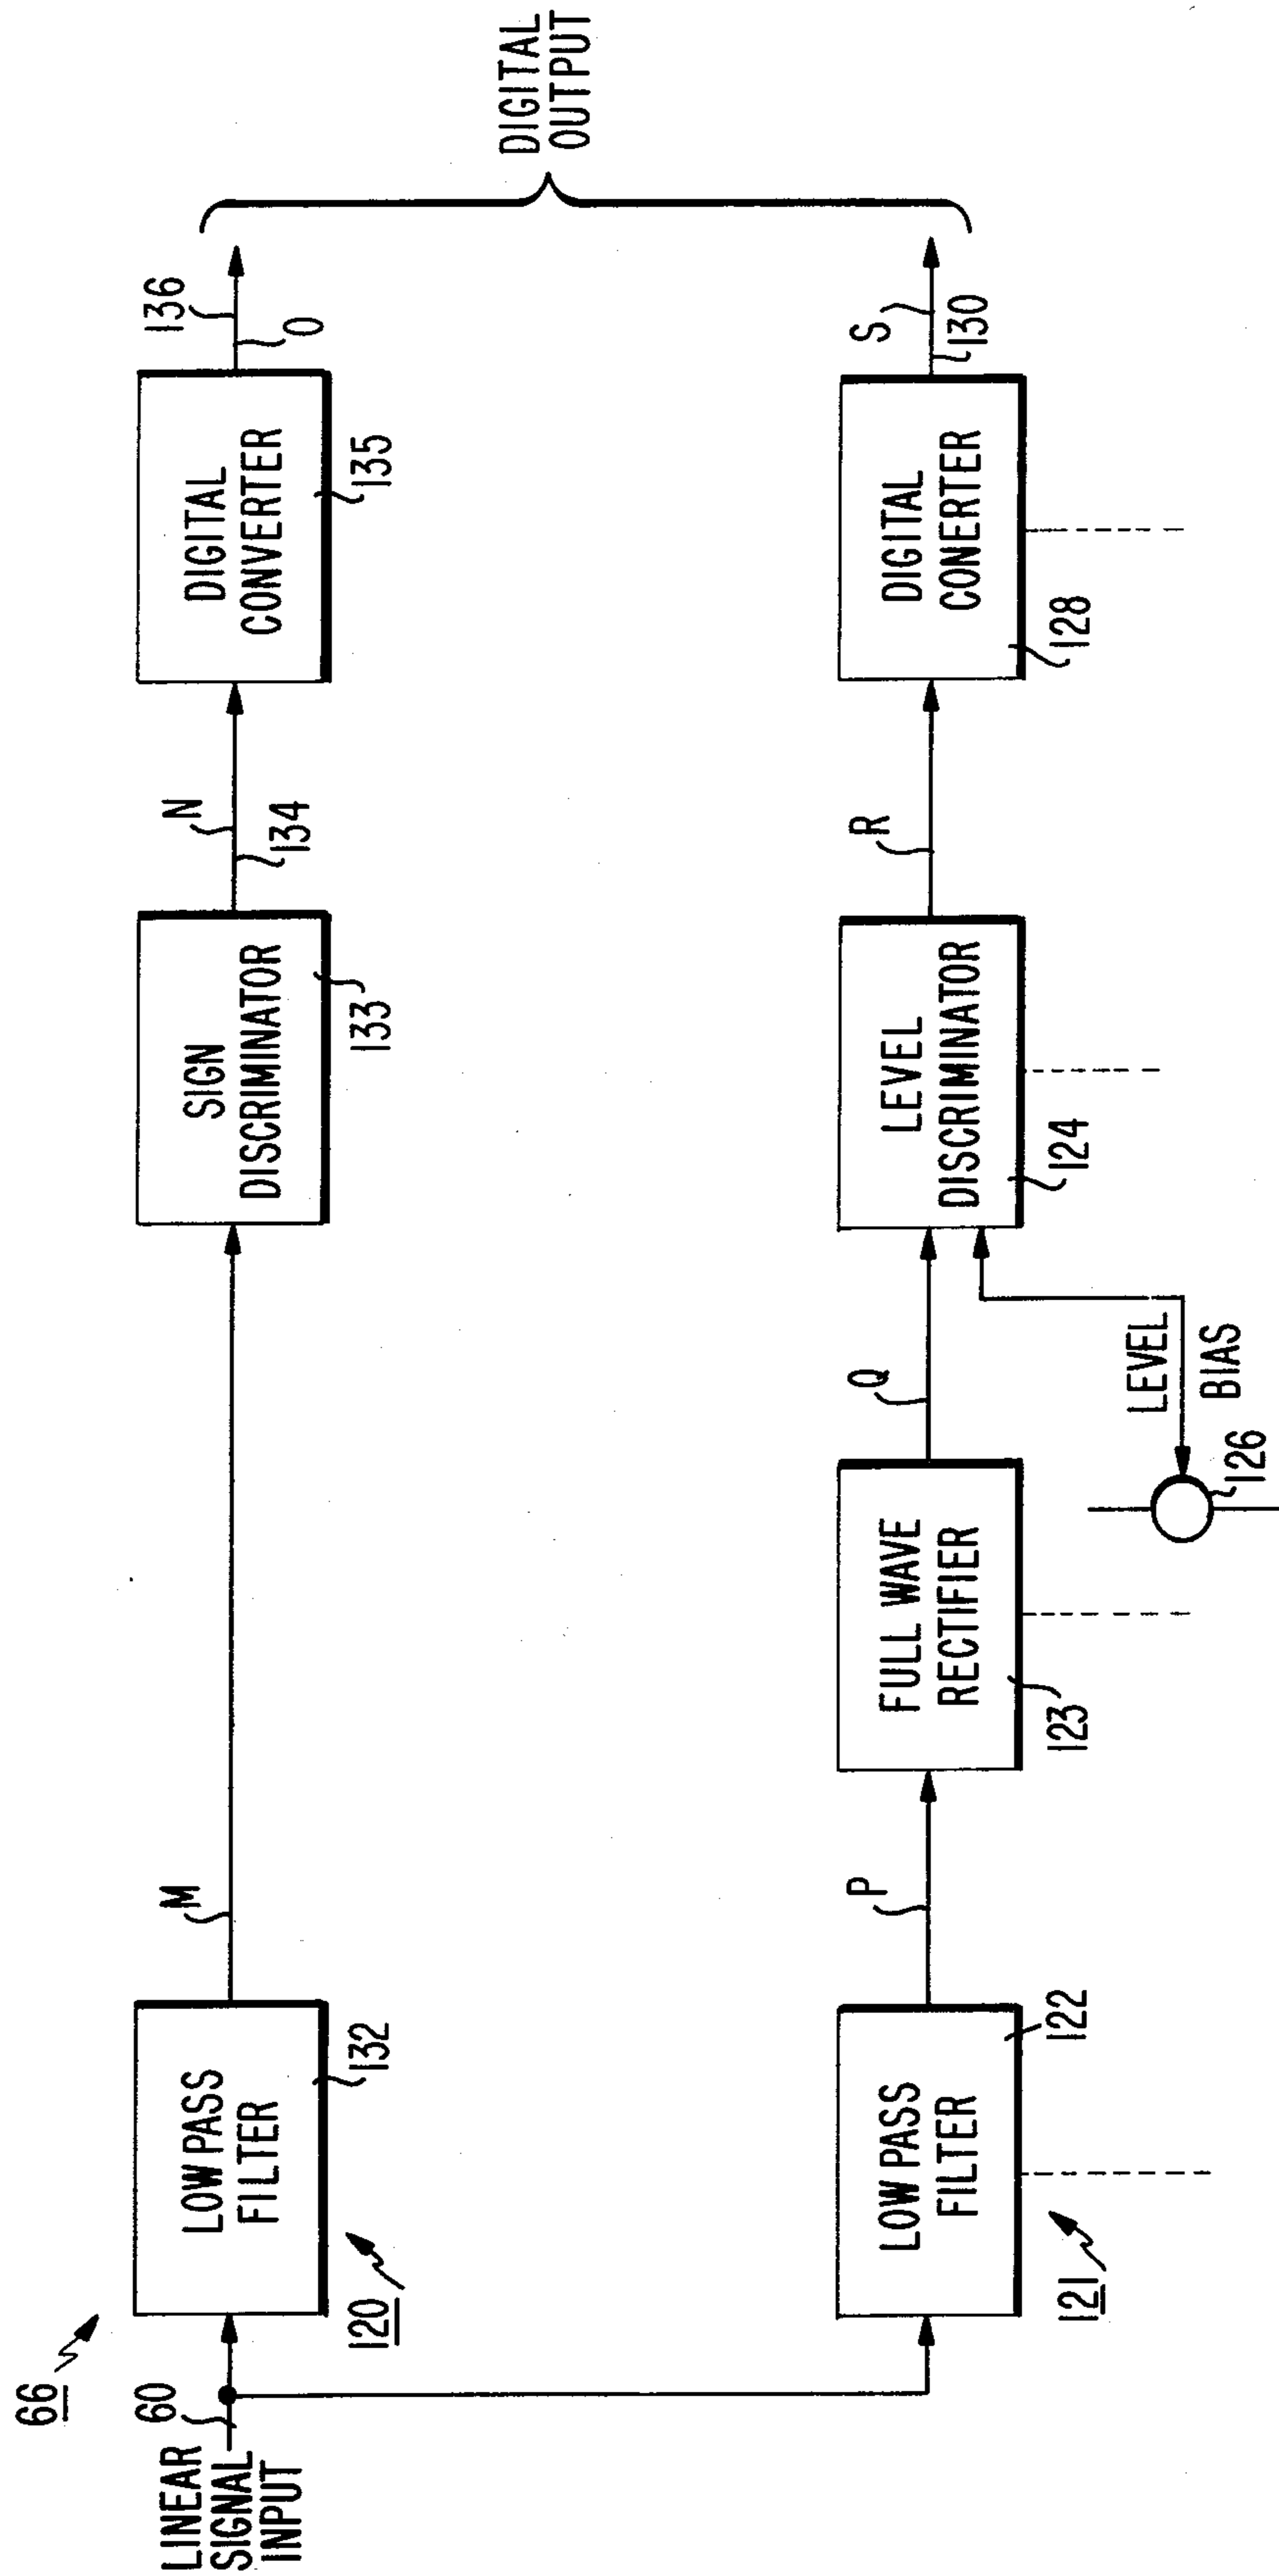 66
LINEAR
SIGNAL
INPUT
60
LOW PASS
FILTER
132
120
M
SIGN
DISCRIMINATOR
133
N
134
DIGITAL
CONVERTER
135
136
O
DIGITAL
OUTPUT
LOW PASS
FILTER
122
121
P
FULL WAVE
RECTIFIER
123
Q
LEVEL
BIAS
126
LEVEL
DISCRIMINATOR
124
R
DIGITAL
CONERTER
128
S
130